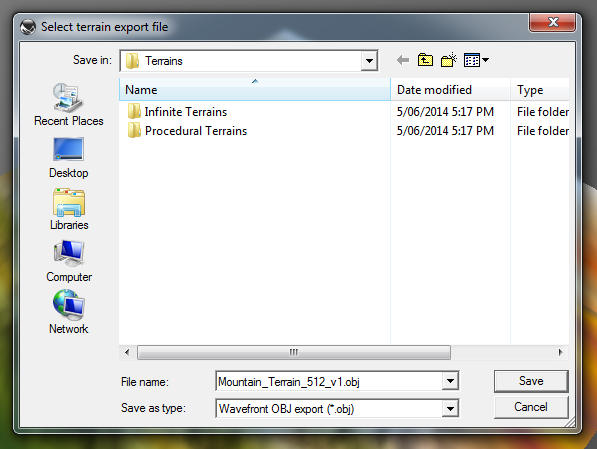 Select terrain export file
Save in: Terrains
Name Date modified Type
Infinite Terrains 5/06/2014 5:17 PM File folder
Procedural Terrains 5/06/2014 5:17 PM File folder
Recent Places
Desktop
Libraries
Computer
Network
File name: Mountain_Terrain_512_v1.obj Save
Save as type: Wavefront OBJ export (*.obj) Cancel